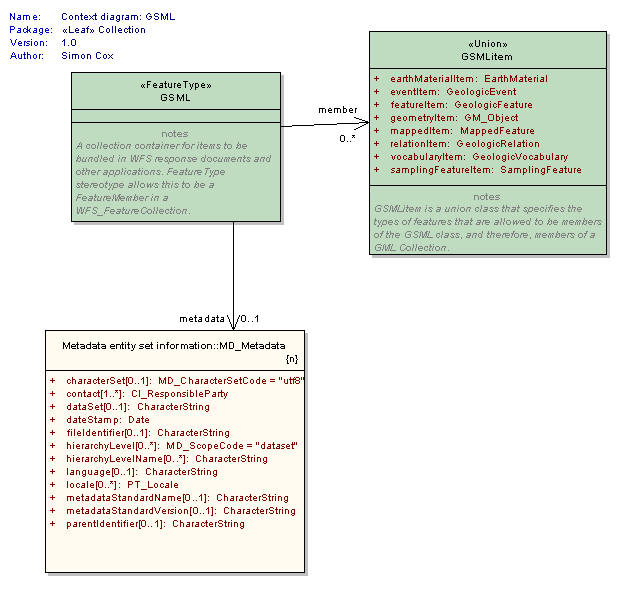 Name: Context diagram: GSML
Package: «Leaf» Collection
Version: 1.0
Author: Simon Cox
«FeatureType»
GSML
notes
A collection container for items to be
bundled in WFS response documents and
other applications. FeatureType
stereotype allows this to be a
FeatureMember in a
WFS_FeatureCollection.
member
0..*
«Union»
GSMLitem
+ earthMaterialItem: EarthMaterial
+ eventItem: GeologicEvent
+ featureItem: GeologicFeature
+ geometryItem: GM_Object
+ mappedItem: MappedFeature
+ relationItem: GeologicRelation
+ vocabularyItem: GeologicVocabulary
+ samplingFeatureItem: SamplingFeature
notes
GSMLitem is a union class that specifies the
types of features that are allowed to be members
of the GSML class, and therefore, members of a
GML Collection.
metadata 0..1
Metadata entity set information::MD_Metadata
{n}
+ characterSet[0..1]: MD_CharacterSetCode = "utf8"
+ contact[1..*]: CI_ResponsibleParty
+ dataSet[0..1]: CharacterString
+ dateStamp: Date
+ fileIdentifier[0..1]: CharacterString
+ hierarchyLevel[0..*]: MD_ScopeCode = "dataset"
+ hierarchyLevelName[0..*]: CharacterString
+ language[0..1]: CharacterString
+ locale[0..*]: PT_Locale
+ metadataStandardName[0..1]: CharacterString
+ metadataStandardVersion[0..1]: CharacterString
+ parentIdentifier[0..1]: CharacterString